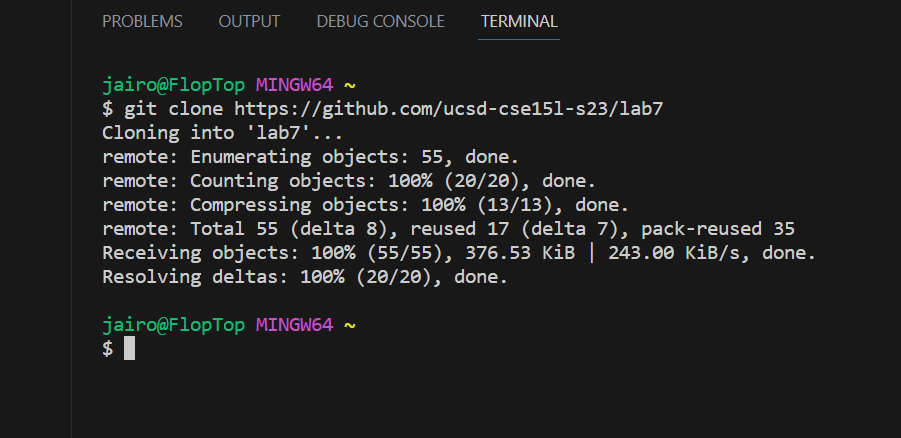 PROBLEMS OUTPUT DEBUG CONSOLE TERMINAL
jairo@FlopTop MINGW64 ~
$ git clone https://github.com/ucsd-cse15l-s23/lab7
Cloning into 'lab7'...
remote: Enumerating objects: 55, done.
remote: Counting objects: 100% (20/20), done.
remote: Compressing objects: 100% (13/13), done.
remote: Total 55 (delta 8), reused 17 (delta 7), pack-reused 35
Receiving objects: 100% (55/55), 376.53 KiB | 243.00 KiB/s, done.
Resolving deltas: 100% (20/20), done.
jairo@FlopTop MINGW64 ~
$